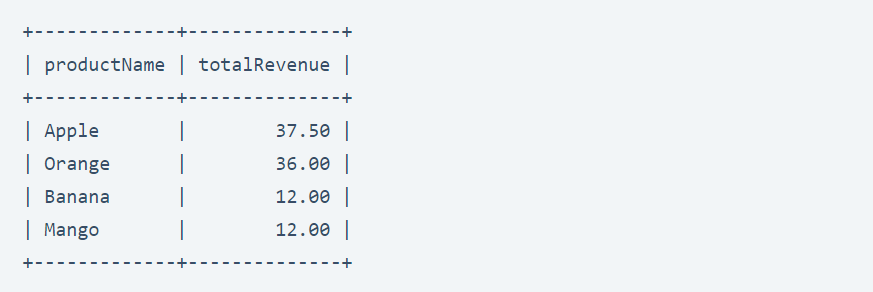 +-------------+--------------+
| productName | totalRevenue |
+-------------+--------------+
| Apple       |        37.50 |
| Orange      |        36.00 |
| Banana      |        12.00 |
| Mango       |        12.00 |
+-------------+--------------+